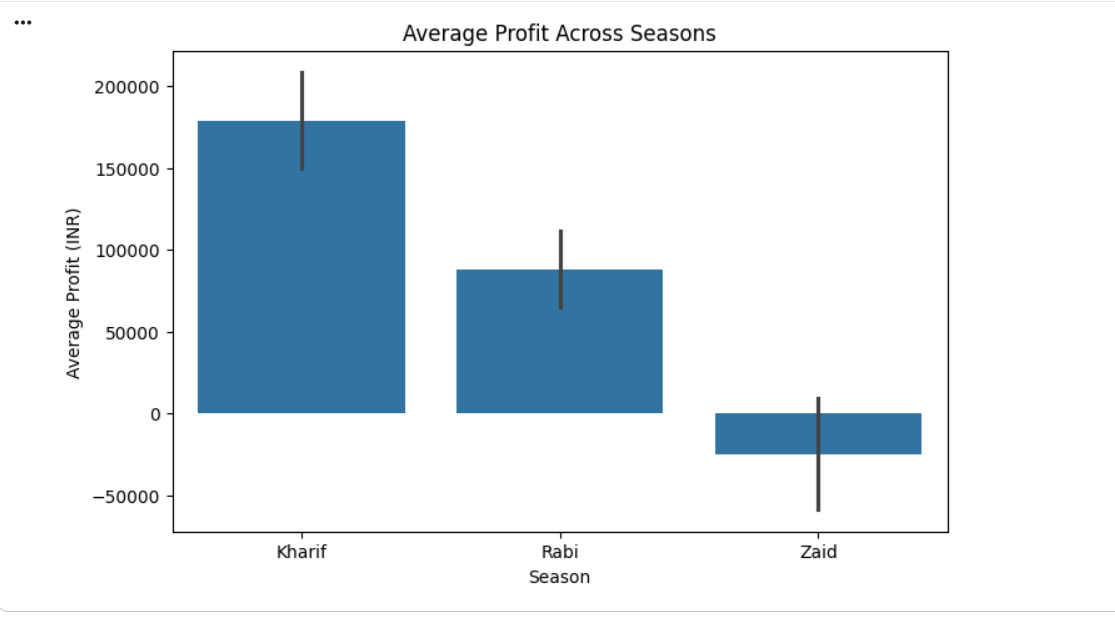 ...
Average Profit Across Seasons
200000
150000
100000
50000
0
−50000
Average Profit (INR)
Kharif Rabi Zaid
Season